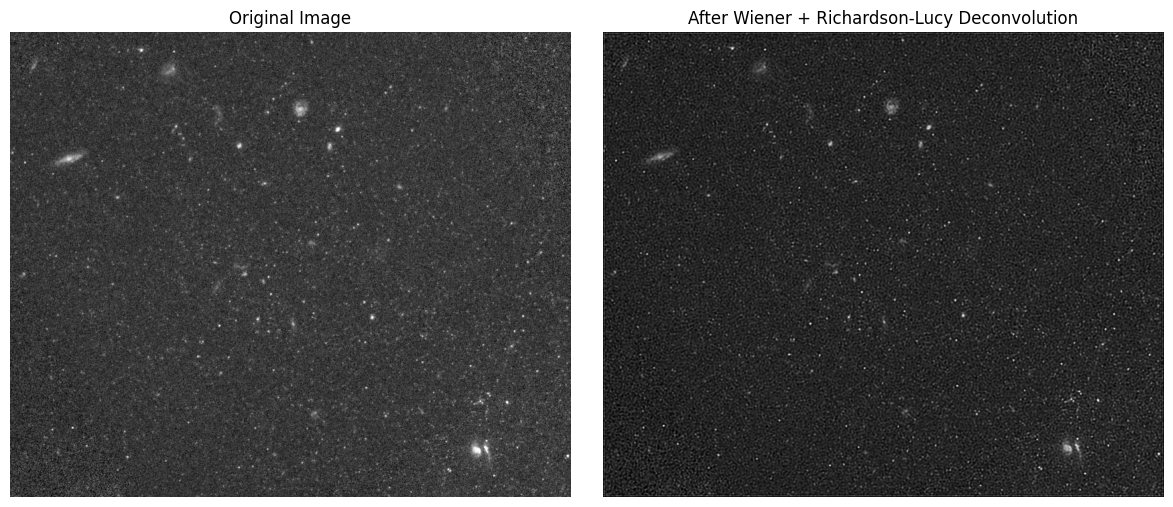 Original Image
After Wiener + Richardson-Lucy Deconvolution